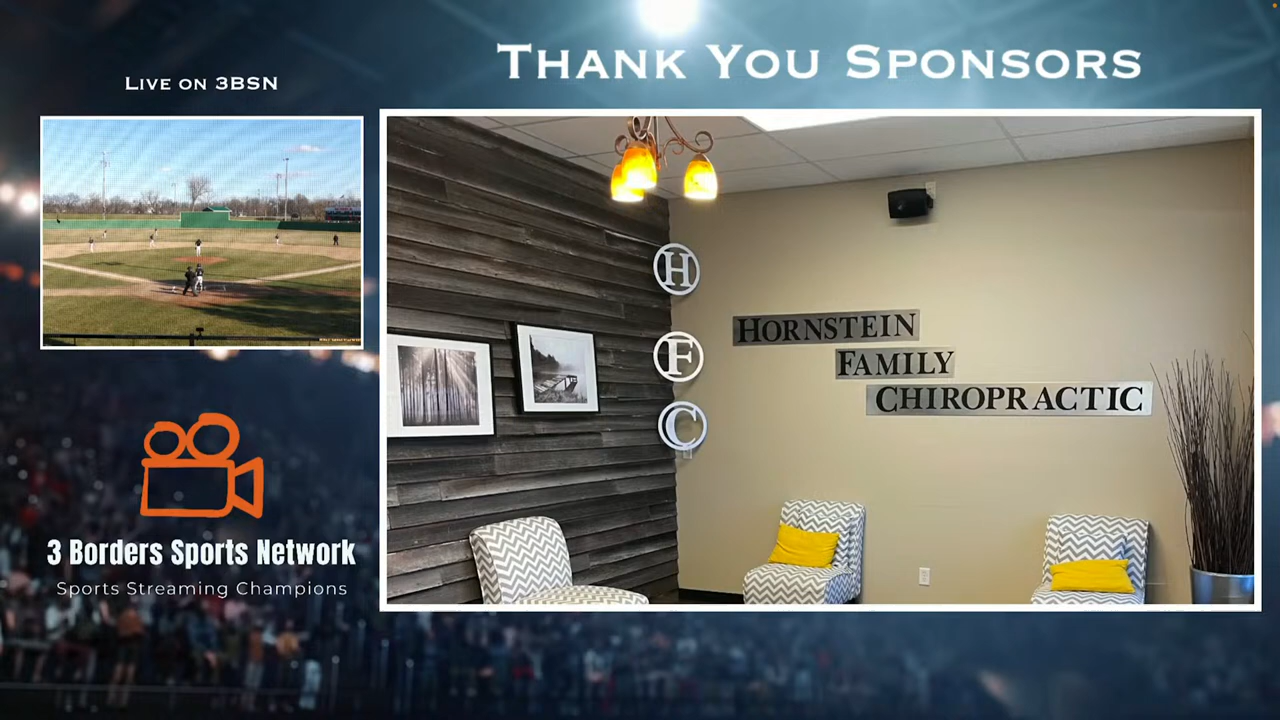 THANK YOU SPONSORS
LIVE ON 3BSN
H
F
C
HORNSTEIN
FAMILY
CHIROPRACTIC
3 Borders Sports Network
Sports Streaming Champions